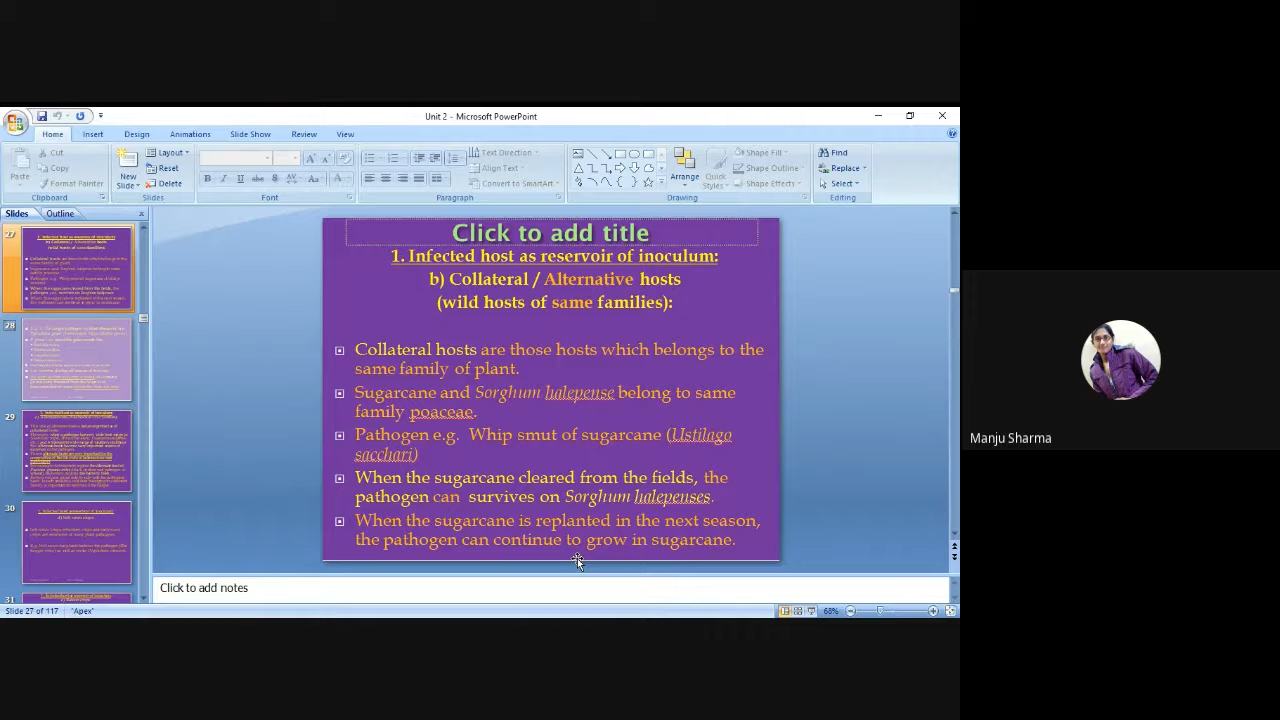 Unit 2 - Microsoft PowerPoint
Home Insert Design Animations Slide Show Review View
Paste
Cut
Copy
Format Painter
Clipboard
New Slide
Layout
Reset
Delete
Slides
Font
Text Direction
Align Text
Convert to SmartArt
Paragraph
Arrange
Quick Styles
Shape Fill
Shape Outline
Shape Effects
Drawing
Find
Replace
Select
Editing
Slides Outline
27
28
29
30
31
Click to add title
1. Infected host as reservoir of inoculum:
b) Collateral / Alternative hosts
(wild hosts of same families):
Collateral hosts are those hosts which belongs to the
same family of plant.
Sugarcane and Sorghum halepense belong to same
family poaceae.
Pathogen e.g. Whip smut of sugarcane (Ustilago
sacchari)
When the sugarcane cleared from the fields, the
pathogen can survives on Sorghum halepenses.
When the sugarcane is replanted in the next season,
the pathogen can continue to grow in sugarcane.
Click to add notes
Slide 27 of 117 "Apex" 68%
Manju Sharma